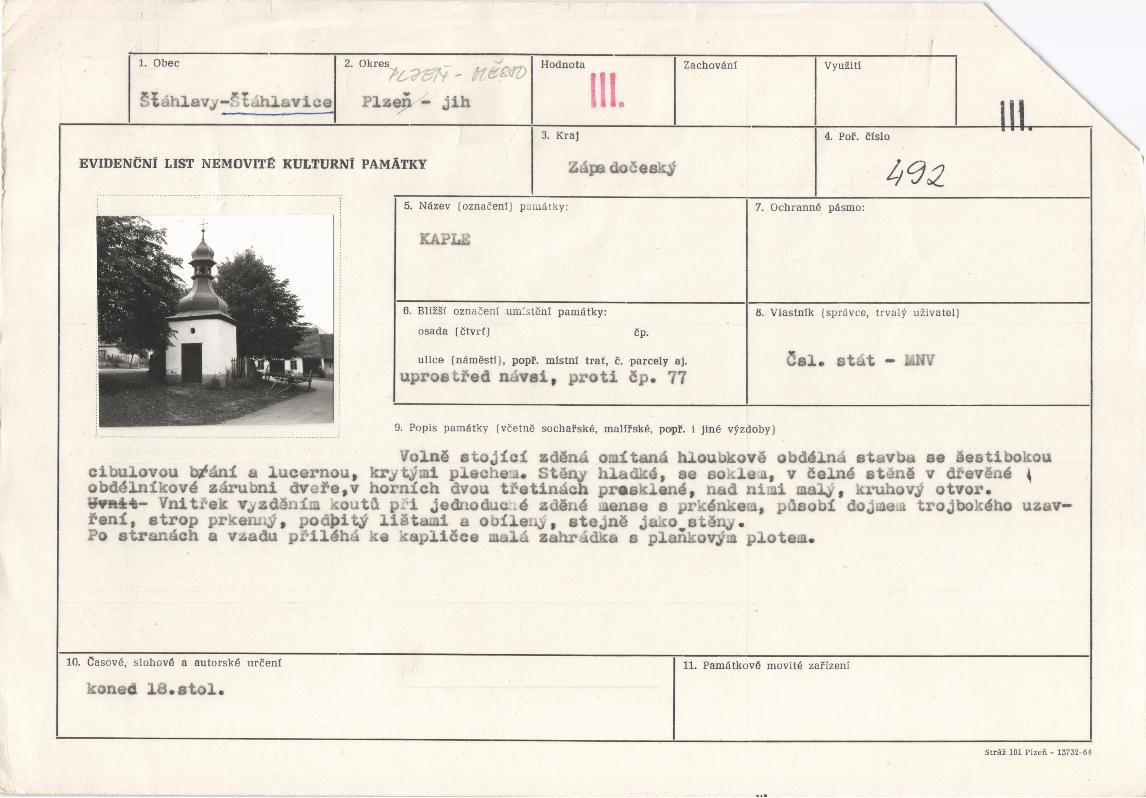 1. Obec
2. Okres
PLZEŇ - MĚSTO
Hodnota
Zachování
Využití
Šťáhlavy-Šťáhlavice
Plzeň - jih
III.
III.
EVIDENČNÍ LIST NEMOVITÉ KULTURNÍ PAMÁTKY
3. Kraj
Západočeský
4. Poř. číslo
492
5. Název (označení) památky:
KAPLE
7. Ochranné pásmo:
6. Bližší označení umístění památky:
osada (čtvrť) čp.
ulice (náměstí), popř. místní trať, č. parcely aj.
uprostřed návsi, proti čp. 77
8. Vlastník (správce, trvalý uživatel)
Čsl. stát - MNV
9. Popis památky (včetně sochařské, malířské, popř. i jiné výzdoby)
Volně stojící zděná omítaná hloubkově obdélná stavba se šestibokou
cibulovou bání a lucernou, krytými plechem. Stěny hladké, se soklem, v čelné stěně v dřevěné
obdélníkové zárubni dveře,v horních dvou třetinách presklené, nad nimi malý, kruhový otvor.
Uvnit- Vnitřek vyzděním koutů při jednoduché zděné mense s prkénkem, působí dojmem trojbokého uzav-
ření, strop prkenný, podbitý lištami a obílený, stejně jako stěny.
Po stranách a vzadu přiléhá ke kapličce malá zahrádka s plaňkovým plotem.
10. Časové, slohové a autorské určení
konec 18.stol.
11. Památkové movité zařízení
Stráž 101 Plzeň - 13732-64